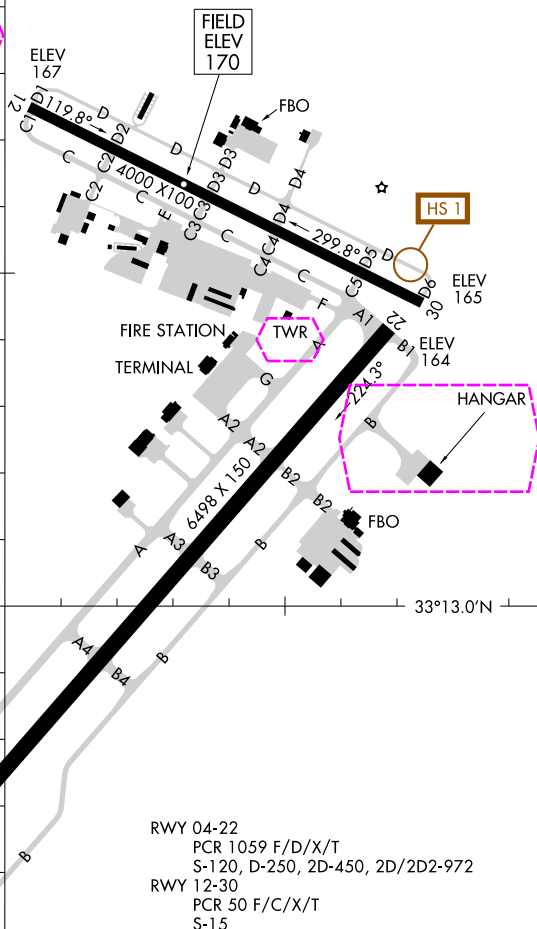 FIELD
ELEV
170
ELEV
167
12
D1
119.8°
D
D2
FBO
C1
C
C2
D
D3
C2
4000 X100
D3
D
D4
C
E
C3
C3
C
D4
C4
C4
299.8°
D5
D
HS 1
D6
30
ELEV
165
C
C5
F
A1
22
ELEV
164
B1
FIRE STATION
TWR
A
TERMINAL
G
224.3°
HANGAR
A2
A2
B
6498 X 150
B2
B2
FBO
A
A3
B3
B
33°13.0'N
A4
B4
B
B
RWY 04-22
PCR 1059 F/D/X/T
S-120, D-250, 2D-450, 2D/2D2-972
RWY 12-30
PCR 50 F/C/X/T
S-15